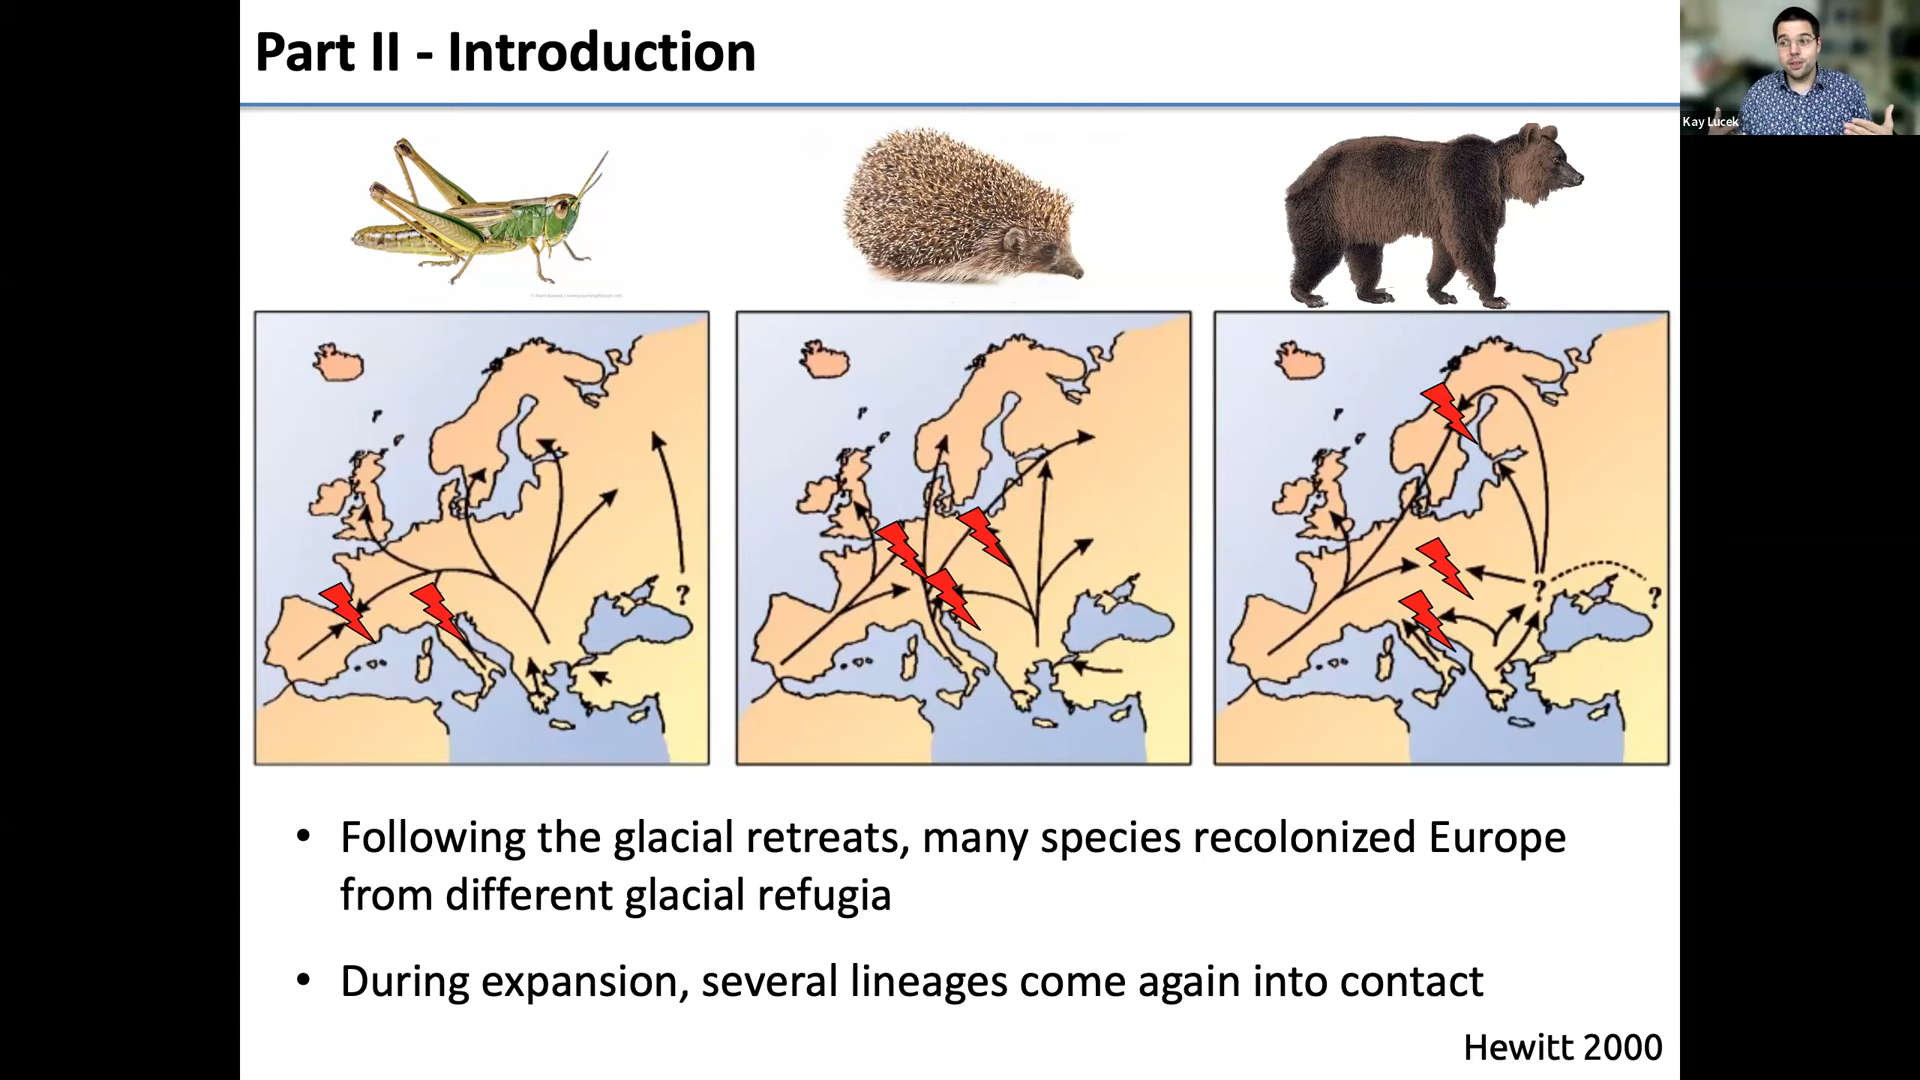 Part II - Introduction
Kay Lucek
?
?
?
• Following the glacial retreats, many species recolonized Europe
from different glacial refugia
• During expansion, several lineages come again into contact
Hewitt 2000